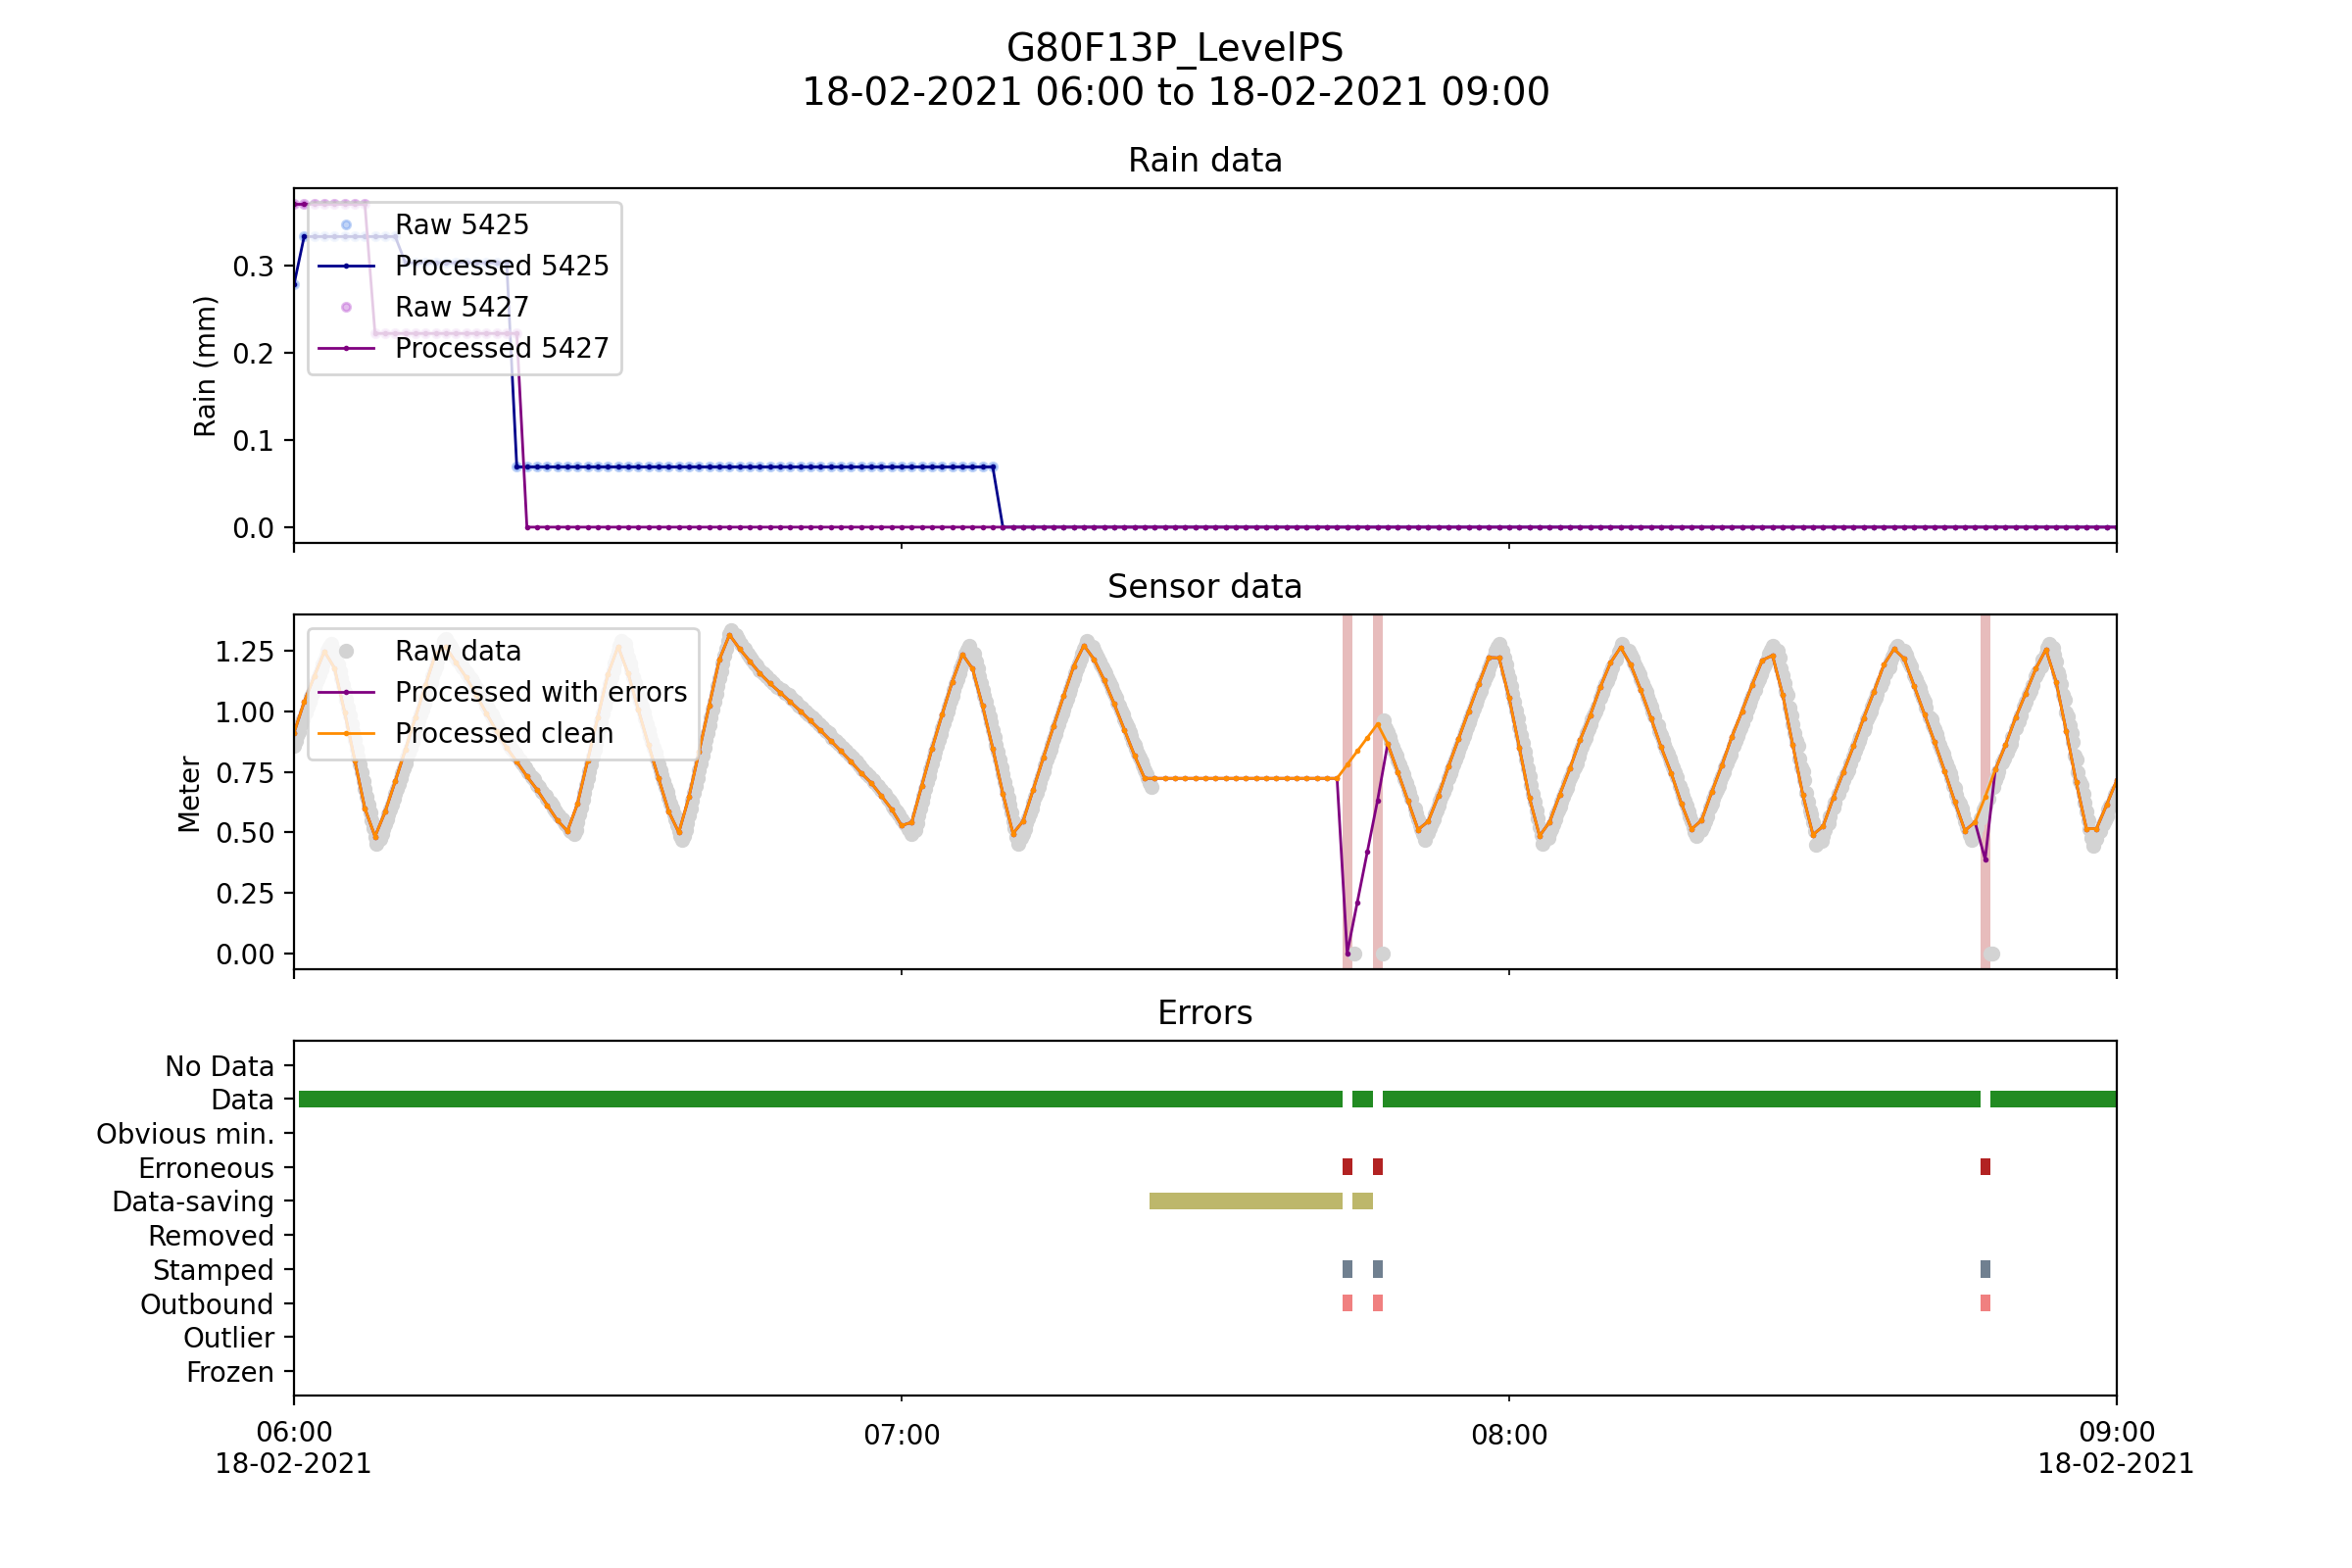 G80F13P_LevelPS
18-02-2021 06:00 to 18-02-2021 09:00
Rain data
Rain (mm)
0.3
0.2
0.1
0.0
Raw 5425
Processed 5425
Raw 5427
Processed 5427
Sensor data
Meter
1.25
1.00
0.75
0.50
0.25
0.00
Raw data
Processed with errors
Processed clean
Errors
No Data
Data
Obvious min.
Erroneous
Data-saving
Removed
Stamped
Outbound
Outlier
Frozen
06:00
18-02-2021
07:00
08:00
09:00
18-02-2021